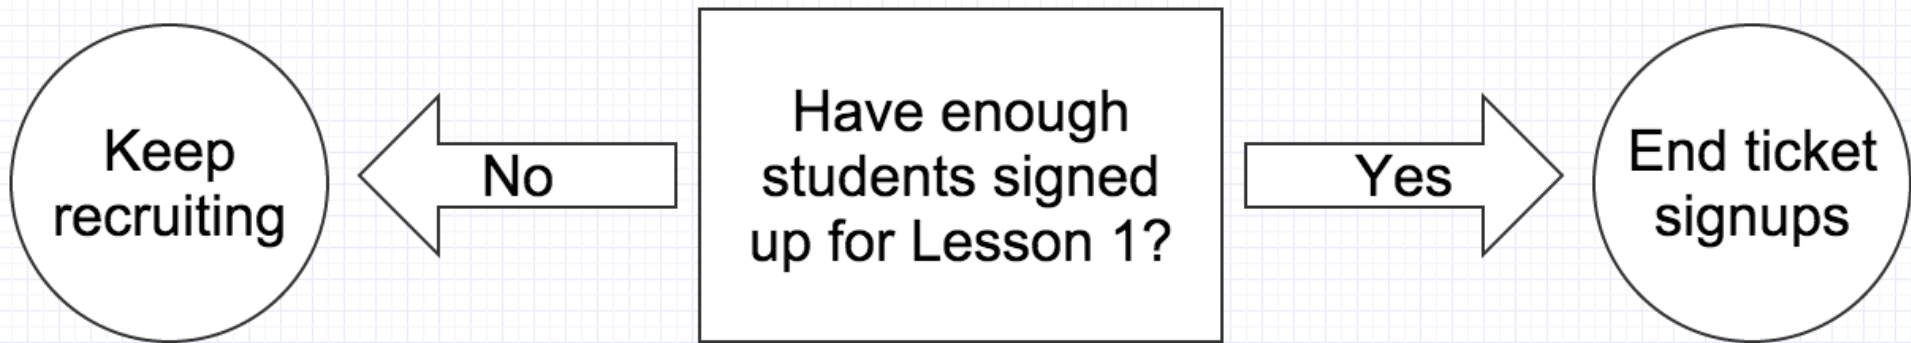 Keep
recruiting
No
Have enough
students signed
up for Lesson 1?
Yes
End ticket
signups